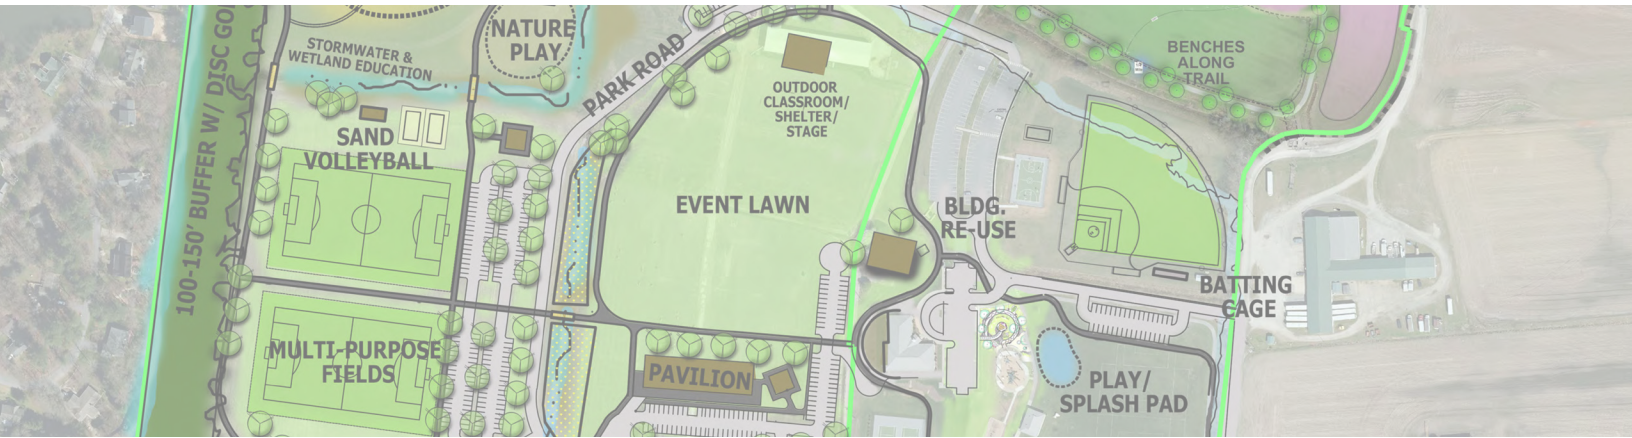 100-150' BUFFER W/ DISC GO
STORMWATER &
WETLAND EDUCATION
NATURE
PLAY
PARK ROAD
OUTDOOR
CLASSROOM/
SHELTER/
STAGE
BENCHES
ALONG
TRAIL
SAND
VOLLEYBALL
EVENT LAWN
BLDG.
RE-USE
BATTING
CAGE
MULTI-PURPOSE
FIELDS
PAVILION
PLAY/
SPLASH PAD